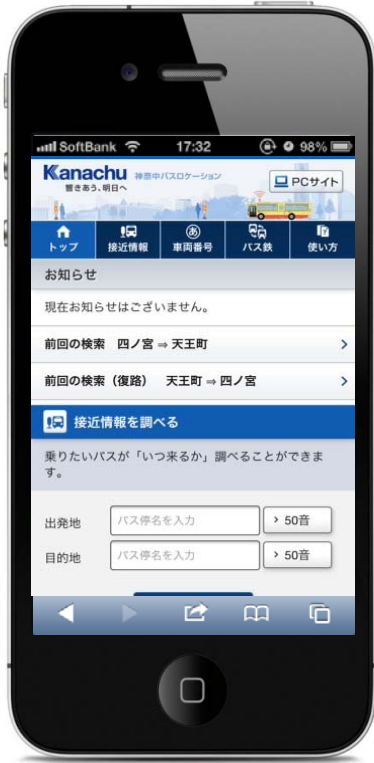 SoftBank 17:32 98%
Kanachu 神奈中バスロケーション
響きあう、明日へ
PCサイト
トップ 接近情報 車両番号 バス鉄 使い方
お知らせ
現在お知らせはございません。
前回の検索 四ノ宮 ⇒ 天王町
前回の検索（復路） 天王町 ⇒ 四ノ宮
接近情報を調べる
乗りたいバスが「いつ来るか」調べることができま
す。
出発地 バス停名を入力 > 50音
目的地 バス停名を入力 > 50音